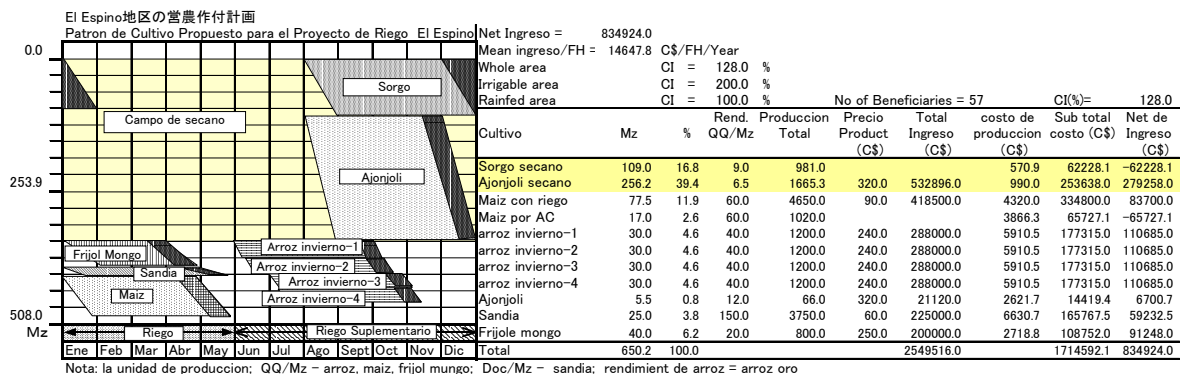 El Espino地区の営農作付計画
Patron de Cultivo Propuesto para el Proyecto de Riego El Espino
0.0
253.9
508.0
Mz
Sorgo
Campo de secano
Ajonjoli
Frijol Mongo
Sandia
Maiz
Arroz invierno-1
Arroz invierno-2
Arroz invierno-3
Arroz invierno-4
Riego
Riego Suplementario
Ene Feb Mar Abr May Jun Jul Ago Sept Oct Nov Dic
Net Ingreso = 834924.0
Mean ingreso/FH = 14647.8 C$/FH/Year
Whole area CI = 128.0 %
Irrigable area CI = 200.0 %
Rainfed area CI = 100.0 % No of Beneficiaries = 57 CI(%)= 128.0
Rend. Produccion Precio Total costo de Sub total Net de
Cultivo Mz % QQ/Mz Total Product Ingreso produccion costo (C$) Ingreso
(C$) (C$) (C$) (C$)
Sorgo secano 109.0 16.8 9.0 981.0 570.9 62228.1 -62228.1
Ajonjoli secano 256.2 39.4 6.5 1665.3 320.0 532896.0 990.0 253638.0 279258.0
Maiz con riego 77.5 11.9 60.0 4650.0 90.0 418500.0 4320.0 334800.0 83700.0
Maiz por AC 17.0 2.6 60.0 1020.0 3866.3 65727.1 -65727.1
arroz invierno-1 30.0 4.6 40.0 1200.0 240.0 288000.0 5910.5 177315.0 110685.0
arroz invierno-2 30.0 4.6 40.0 1200.0 240.0 288000.0 5910.5 177315.0 110685.0
arroz invierno-3 30.0 4.6 40.0 1200.0 240.0 288000.0 5910.5 177315.0 110685.0
arroz invierno-4 30.0 4.6 40.0 1200.0 240.0 288000.0 5910.5 177315.0 110685.0
Ajonjoli 5.5 0.8 12.0 66.0 320.0 21120.0 2621.7 14419.4 6700.7
Sandia 25.0 3.8 150.0 3750.0 60.0 225000.0 6630.7 165767.5 59232.5
Frijole mongo 40.0 6.2 20.0 800.0 250.0 200000.0 2718.8 108752.0 91248.0
Total 650.2 100.0 2549516.0 1714592.1 834924.0
Nota: la unidad de produccion; QQ/Mz - arroz, maiz, frijol mungo; Doc/Mz - sandia; rendimient de arroz = arroz oro